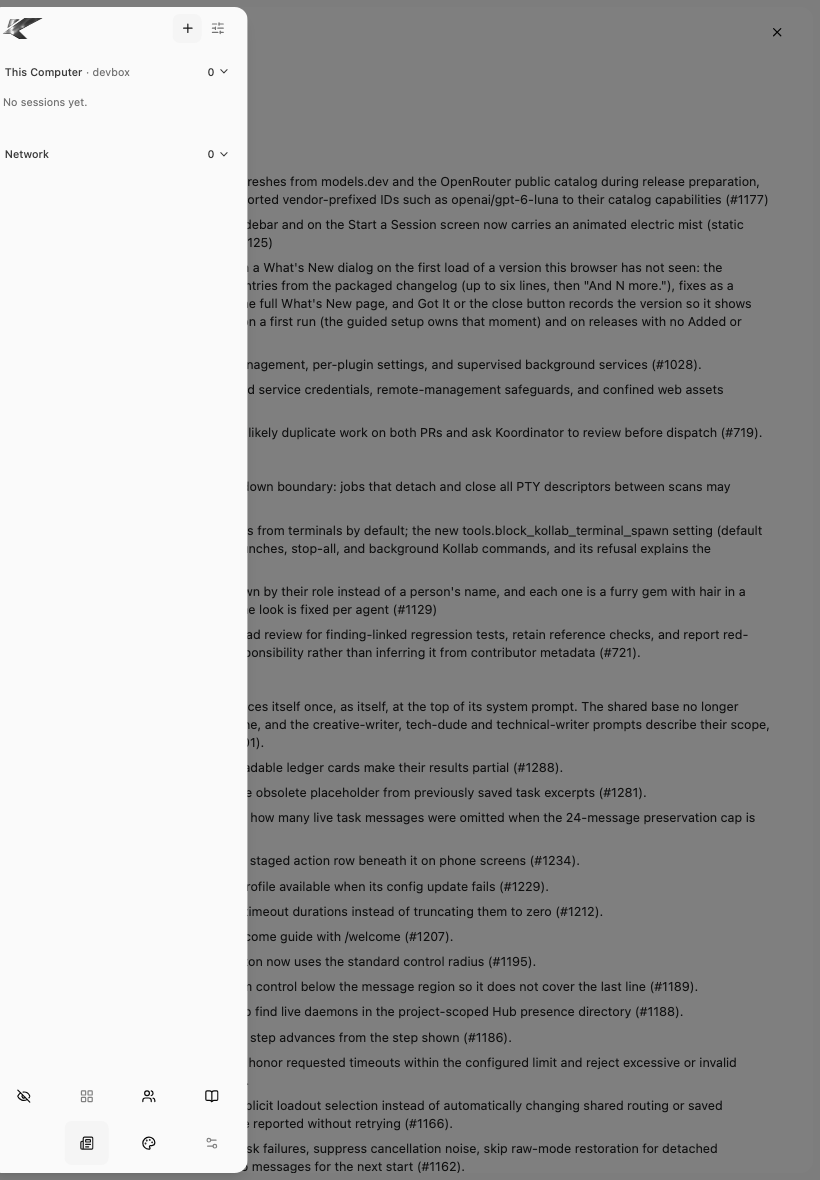 This Computer · devbox 0
No sessions yet.
Network 0
reshes from models.dev and the OpenRouter public catalog during release preparation,
orted vendor-prefixed IDs such as openai/gpt-6-luna to their catalog capabilities (#1177)
debar and on the Start a Session screen now carries an animated electric mist (static
125)
a What's New dialog on the first load of a version this browser has not seen: the
ntries from the packaged changelog (up to six lines, then "And N more."), fixes as a
e full What's New page, and Got It or the close button records the version so it shows
n a first run (the guided setup owns that moment) and on releases with no Added or
nagement, per-plugin settings, and supervised background services (#1028).
d service credentials, remote-management safeguards, and confined web assets
likely duplicate work on both PRs and ask Koordinator to review before dispatch (#719).
down boundary: jobs that detach and close all PTY descriptors between scans may
s from terminals by default; the new tools.block_kollab_terminal_spawn setting (default
nches, stop-all, and background Kollab commands, and its refusal explains the
wn by their role instead of a person's name, and each one is a furry gem with hair in a
e look is fixed per agent (#1129)
ad review for finding-linked regression tests, retain reference checks, and report red-
onsibility rather than inferring it from contributor metadata (#721).
ces itself once, as itself, at the top of its system prompt. The shared base no longer
ne, and the creative-writer, tech-dude and technical-writer prompts describe their scope,
01).
adable ledger cards make their results partial (#1288).
e obsolete placeholder from previously saved task excerpts (#1281).
how many live task messages were omitted when the 24-message preservation cap is
staged action row beneath it on phone screens (#1234).
rofile available when its config update fails (#1229).
timeout durations instead of truncating them to zero (#1212).
come guide with /welcome (#1207).
on now uses the standard control radius (#1195).
n control below the message region so it does not cover the last line (#1189).
o find live daemons in the project-scoped Hub presence directory (#1188).
step advances from the step shown (#1186).
honor requested timeouts within the configured limit and reject excessive or invalid
.
plicit loadout selection instead of automatically changing shared routing or saved
e reported without retrying (#1166).
sk failures, suppress cancellation noise, skip raw-mode restoration for detached
o messages for the next start (#1162).